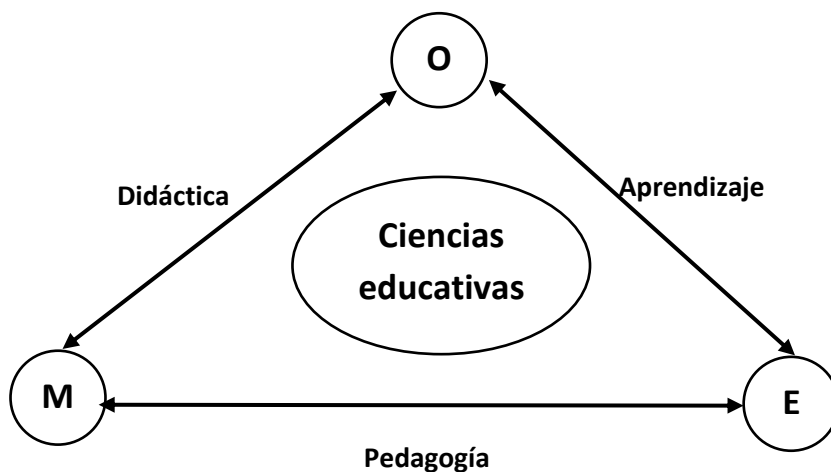 O
Didáctica
Aprendizaje
Ciencias
educativas
M
E
Pedagogía